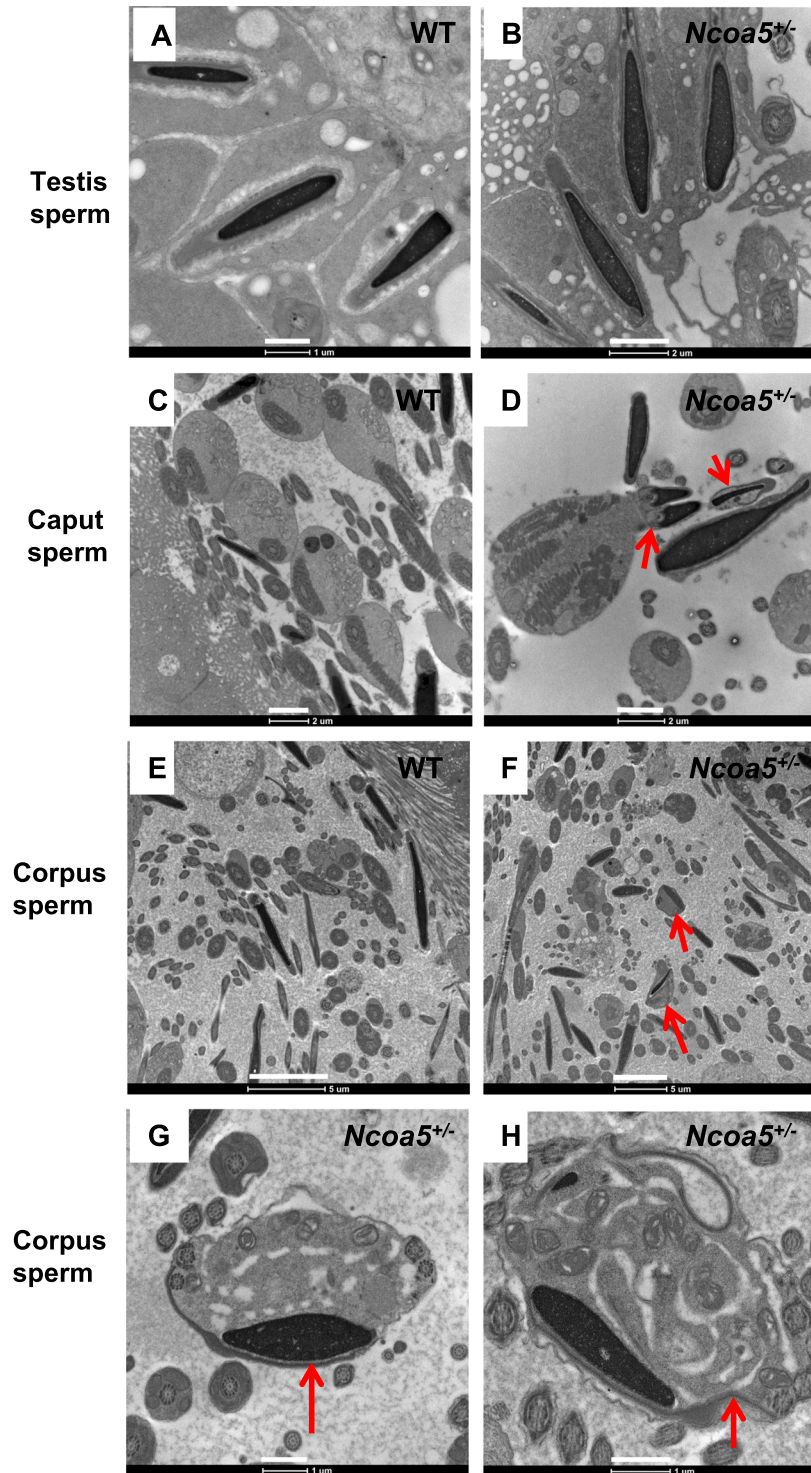 A WT
B Ncoa5+/-
Testis
sperm
1 um
2 um
C WT
D Ncoa5+/-
Caput
sperm
2 um
2 um
E WT
F Ncoa5+/-
Corpus
sperm
5 um
5 um
G Ncoa5+/-
H Ncoa5+/-
Corpus
sperm
1 um
1 um